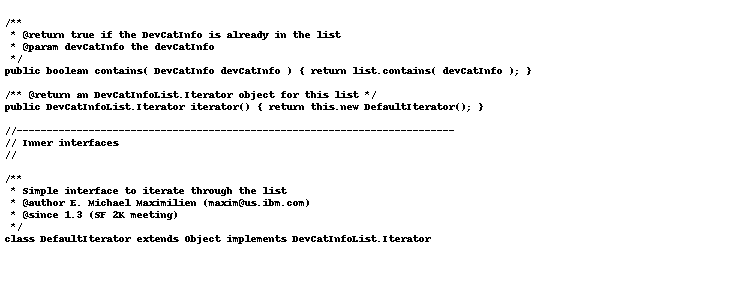 /**
 * @return true if the DevCatInfo is already in the list
 * @param devCatInfo the devCatInfo
 */
public boolean contains( DevCatInfo devCatInfo ) { return list.contains( devCatInfo ); }
/** @return an DevCatInfoList.Iterator object for this list */
public DevCatInfoList.Iterator iterator() { return this.new DefaultIterator(); }
//-------------------------------------------------------------------------
// Inner interfaces
//
/**
 * Simple interface to iterate through the list
 * @author E. Michael Maximilien (maxim@us.ibm.com)
 * @since 1.3 (SF 2K meeting)
 */
class DefaultIterator extends Object implements DevCatInfoList.Iterator